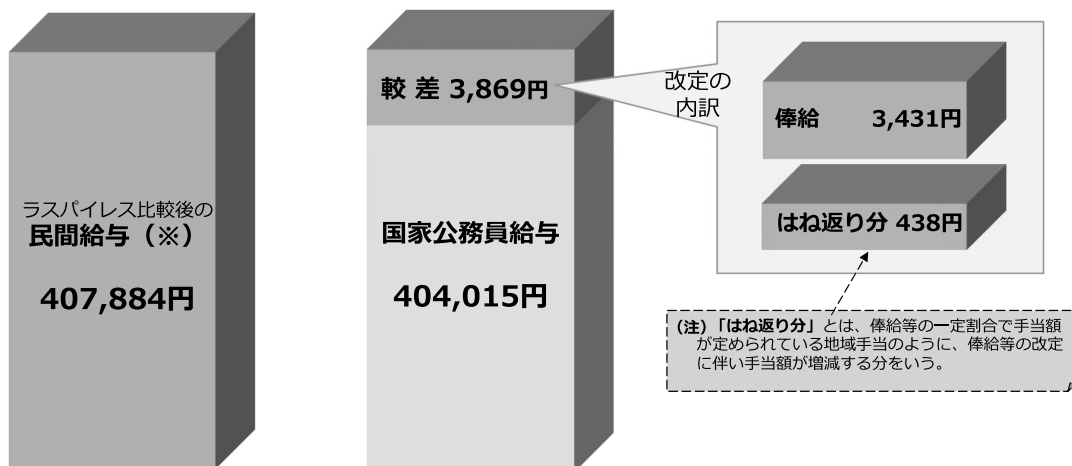 ラスパイレス比較後の
民間給与（※）
407,884円
較 差 3,869円
国家公務員給与
404,015円
改定の
内訳
俸給 3,431円
はね返り分 438円
（注）「はね返り分」とは、俸給等の一定割合で手当額
が定められている地域手当のように、俸給等の改定
に伴い手当額が増減する分をいう。